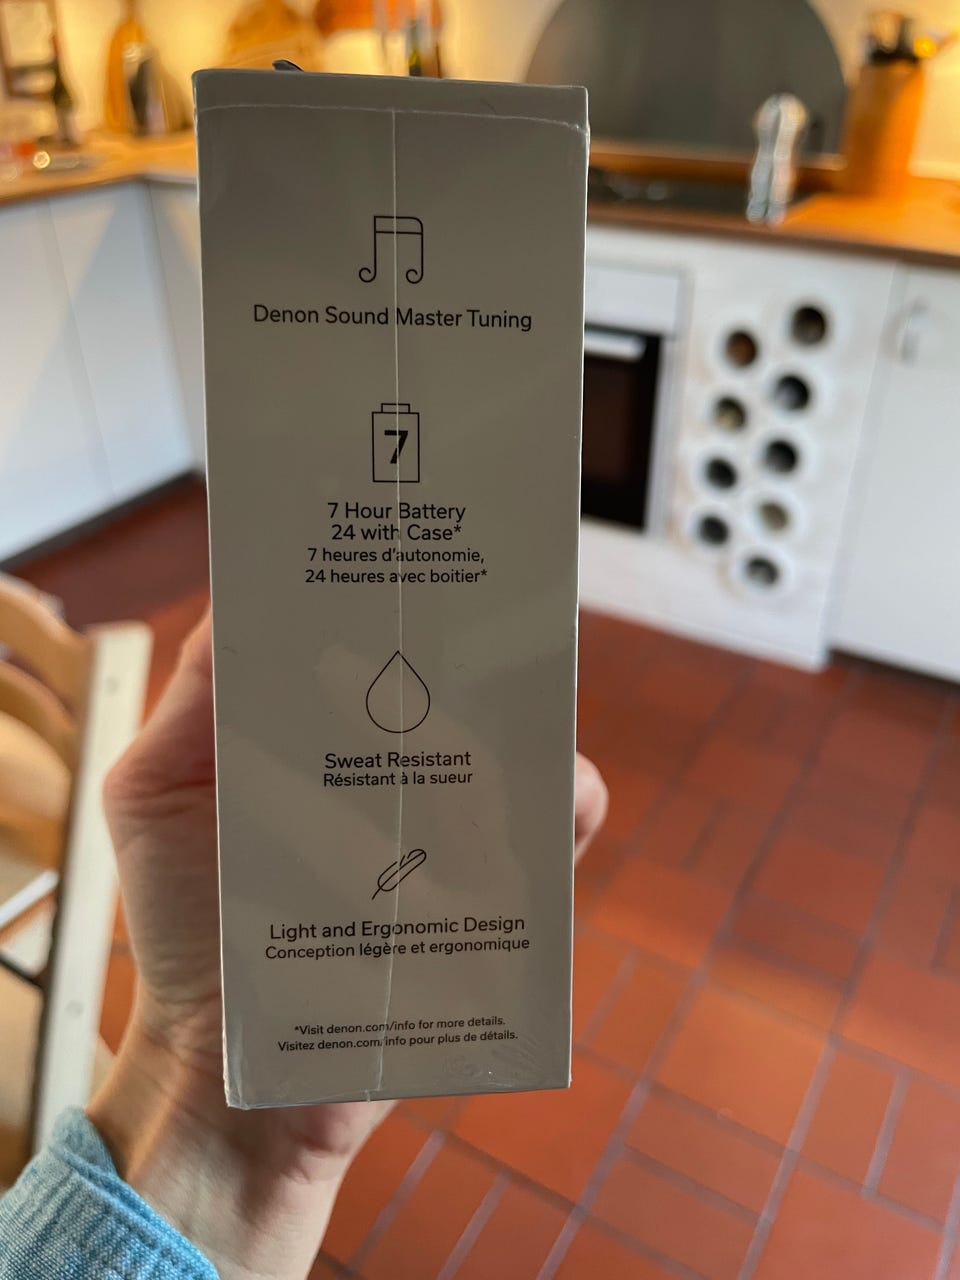 Denon Sound Master Tuning
7
7 Hour Battery
24 with Case*
7 heures d'autonomie,
24 heures avec boitier*
Sweat Resistant
Résistant à la sueur
Light and Ergonomic Design
Conception légère et ergonomique
*Visit denon.com/info for more details.
Visitez denon.com/info pour plus de détails.